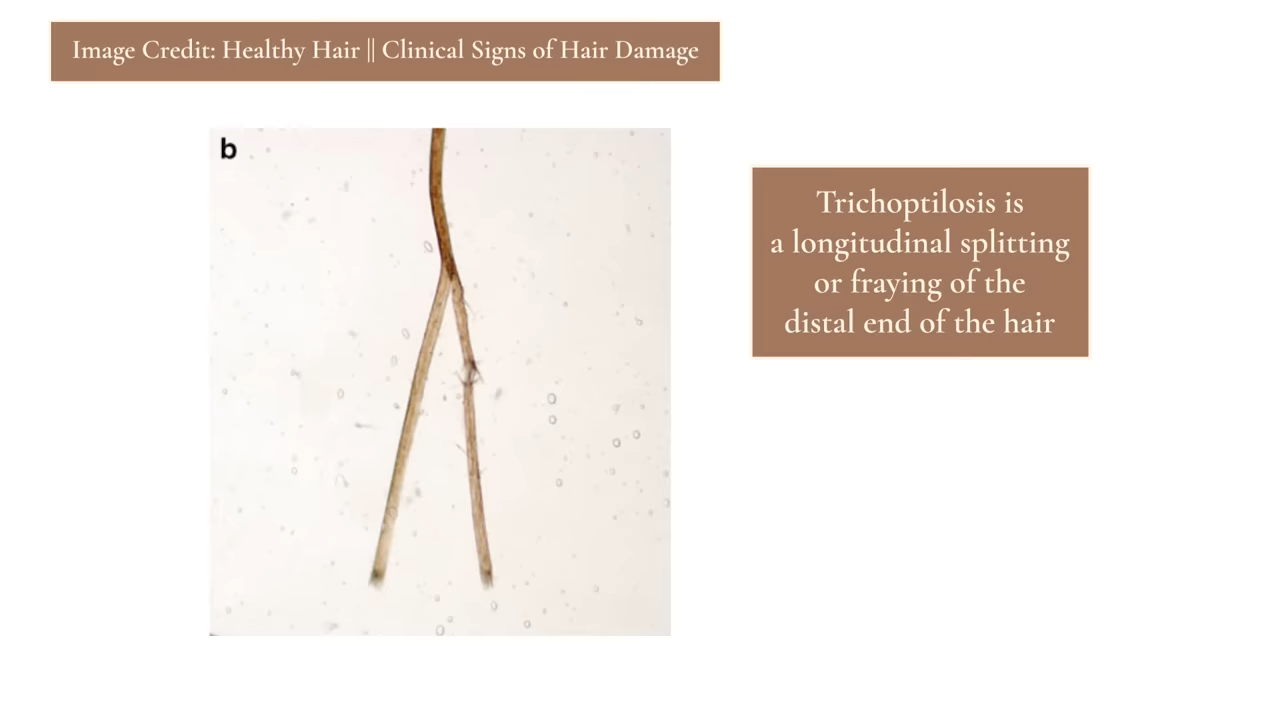 Image Credit: Healthy Hair || Clinical Signs of Hair Damage
b
Trichoptilosis is
a longitudinal splitting
or fraying of the
distal end of the hair